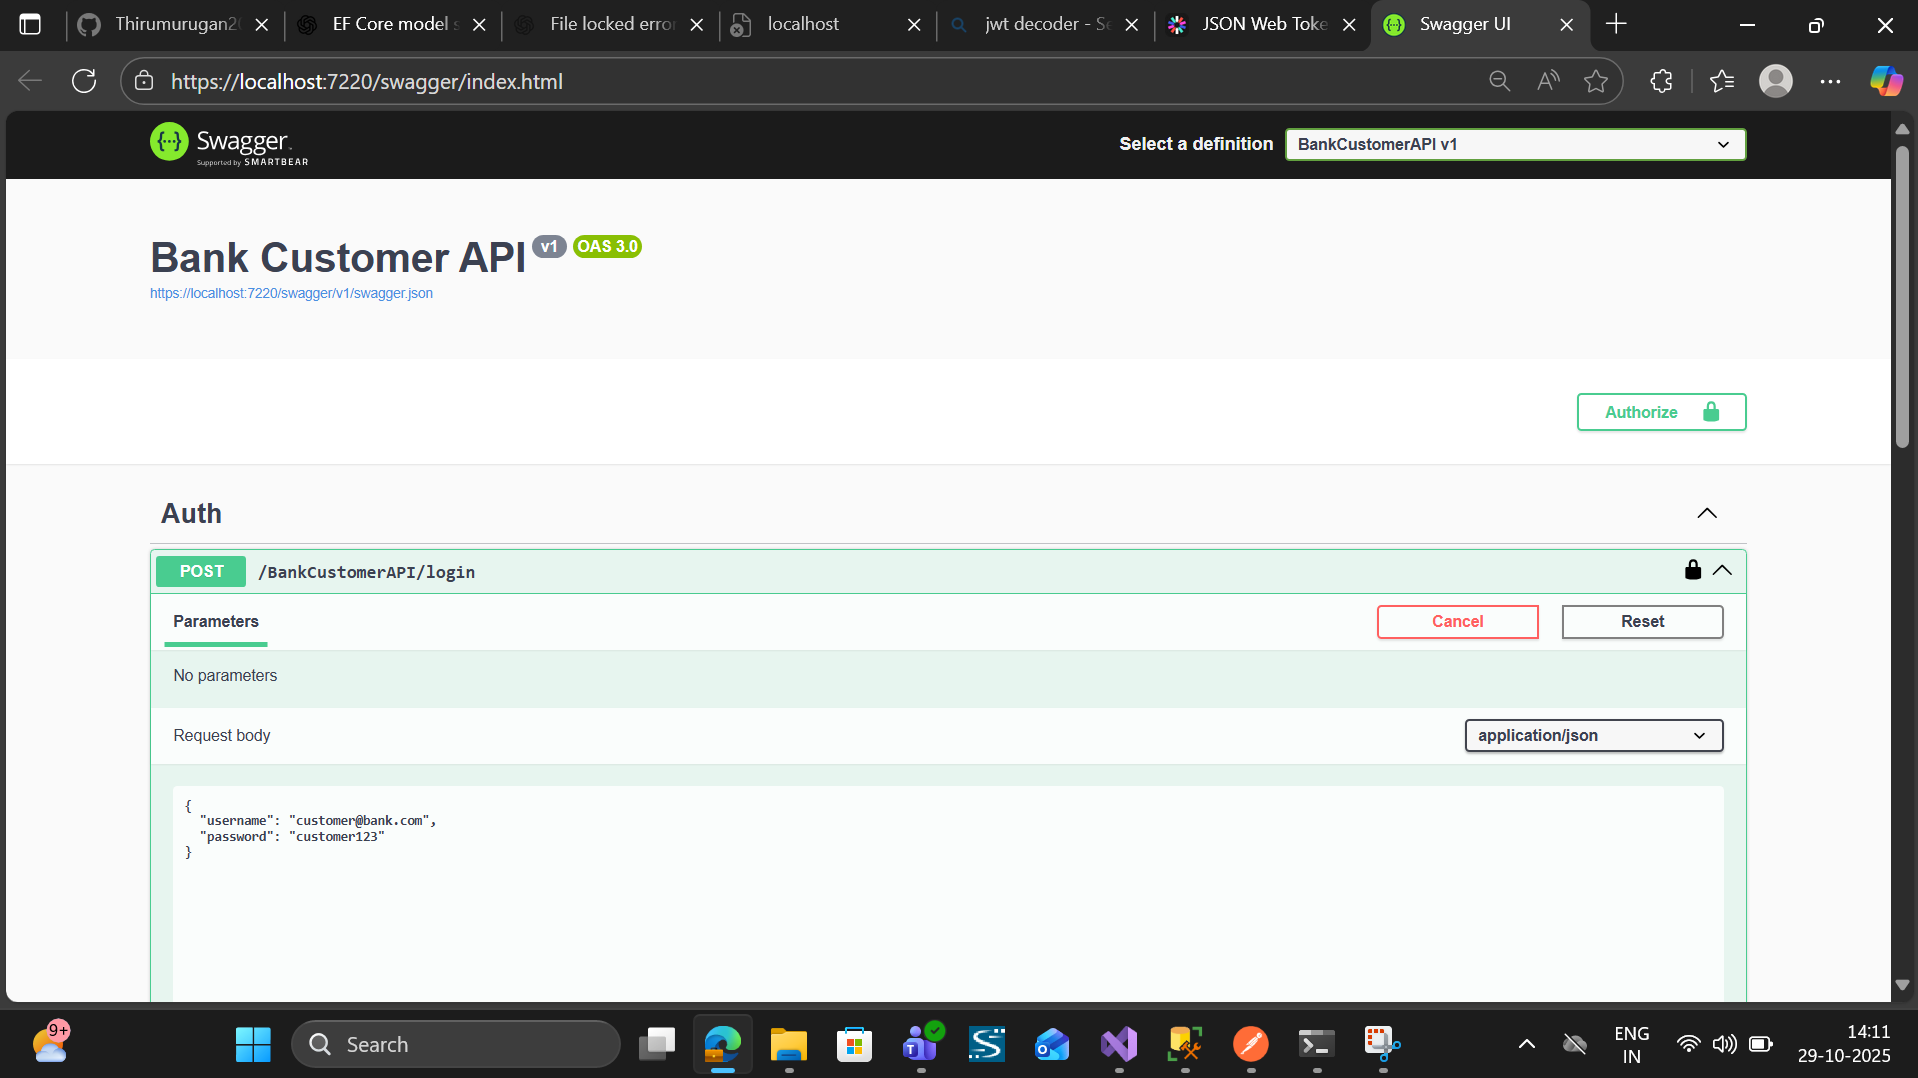 Thirumurugan20
EF Core model s
File locked error
localhost
jwt decoder - Se
JSON Web Toke
Swagger UI
https://localhost:7220/swagger/index.html
Swagger.
Supported by SMARTBEAR
Select a definition
BankCustomerAPI v1
Bank Customer API v1 OAS 3.0
https://localhost:7220/swagger/v1/swagger.json
Authorize
Auth
POST /BankCustomerAPI/login
Parameters
Cancel
Reset
No parameters
Request body
application/json
{
"username": "customer@bank.com",
"password": "customer123"
}
9+
Search
ENG
IN
14:11
29-10-2025